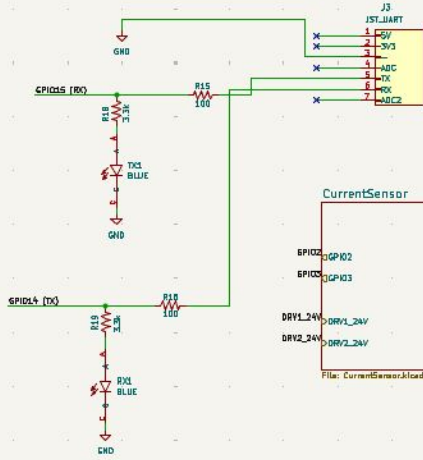 J3
JST_UART
1 5V
2 3V3
3
4 ADC
5 TX
6 RX
7 ADC2
GND
GPIO15 (RX)
R15
100
R18
3.3k
A
A
TX1
BLUE
C
C
GND
CurrentSensor
GPIO2 GPIO2
GPIO3 GPIO3
DRV1_24V DRV1_24V
DRV2_24V DRV2_24V
File: CurrentSensor.kicad
GPIO14 (TX)
R16
100
R19
3.3k
A
A
RX1
BLUE
C
C
GND